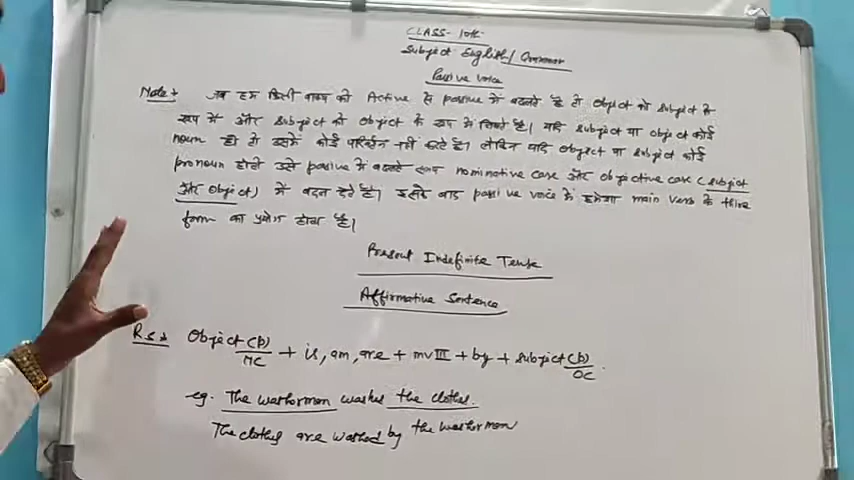 CLASS- 10th
Subject English/Grammar
Passive Voice
Note:- जब हम किसी वाक्य को Active से passive में बदलते हैं तो object को subject के
रूप में और subject को object के रूप में लिखते हैं। यदि subject या object कोई
noun हो तो उसमें कोई परिवर्तन नहीं करते हैं। लेकिन यदि object या subject कोई
pronoun हो तो उसे passive में बदलते समय nominative case और objective case (subject
और object) में बदल देते हैं। इसके बाद passive voice में हमेशा main verb के third
form का प्रयोग होता है।
Present Indefinite Tense
Affirmative Sentence
R.S:- Object (P)/NC + is, am, are + mvIII + by + subject (P)/OC.
eg. The washerman washes the clothes.
The clothes are washed by the washerman